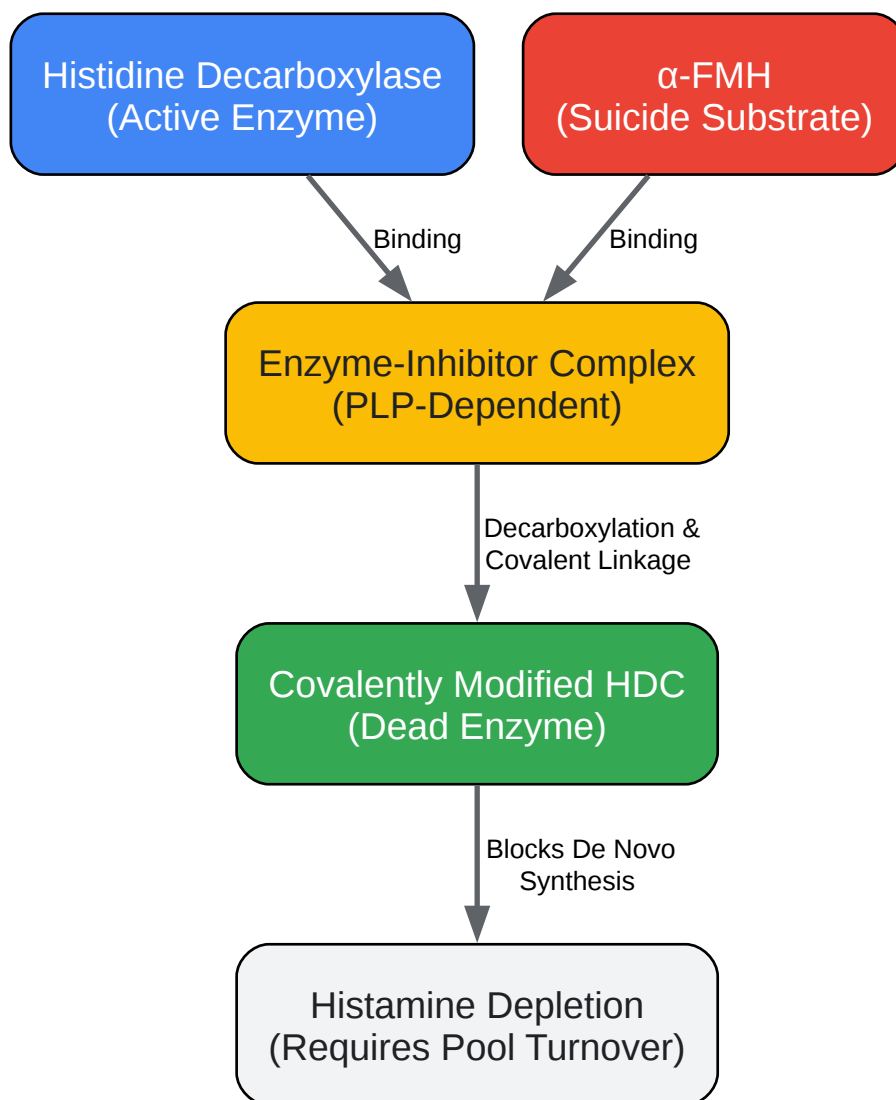 Histidine Decarboxylase
(Active Enzyme)
α-FMH
(Suicide Substrate)
Binding
Binding
Enzyme-Inhibitor Complex
(PLP-Dependent)
Decarboxylation &
Covalent Linkage
Covalently Modified HDC
(Dead Enzyme)
Blocks De Novo
Synthesis
Histamine Depletion
(Requires Pool Turnover)